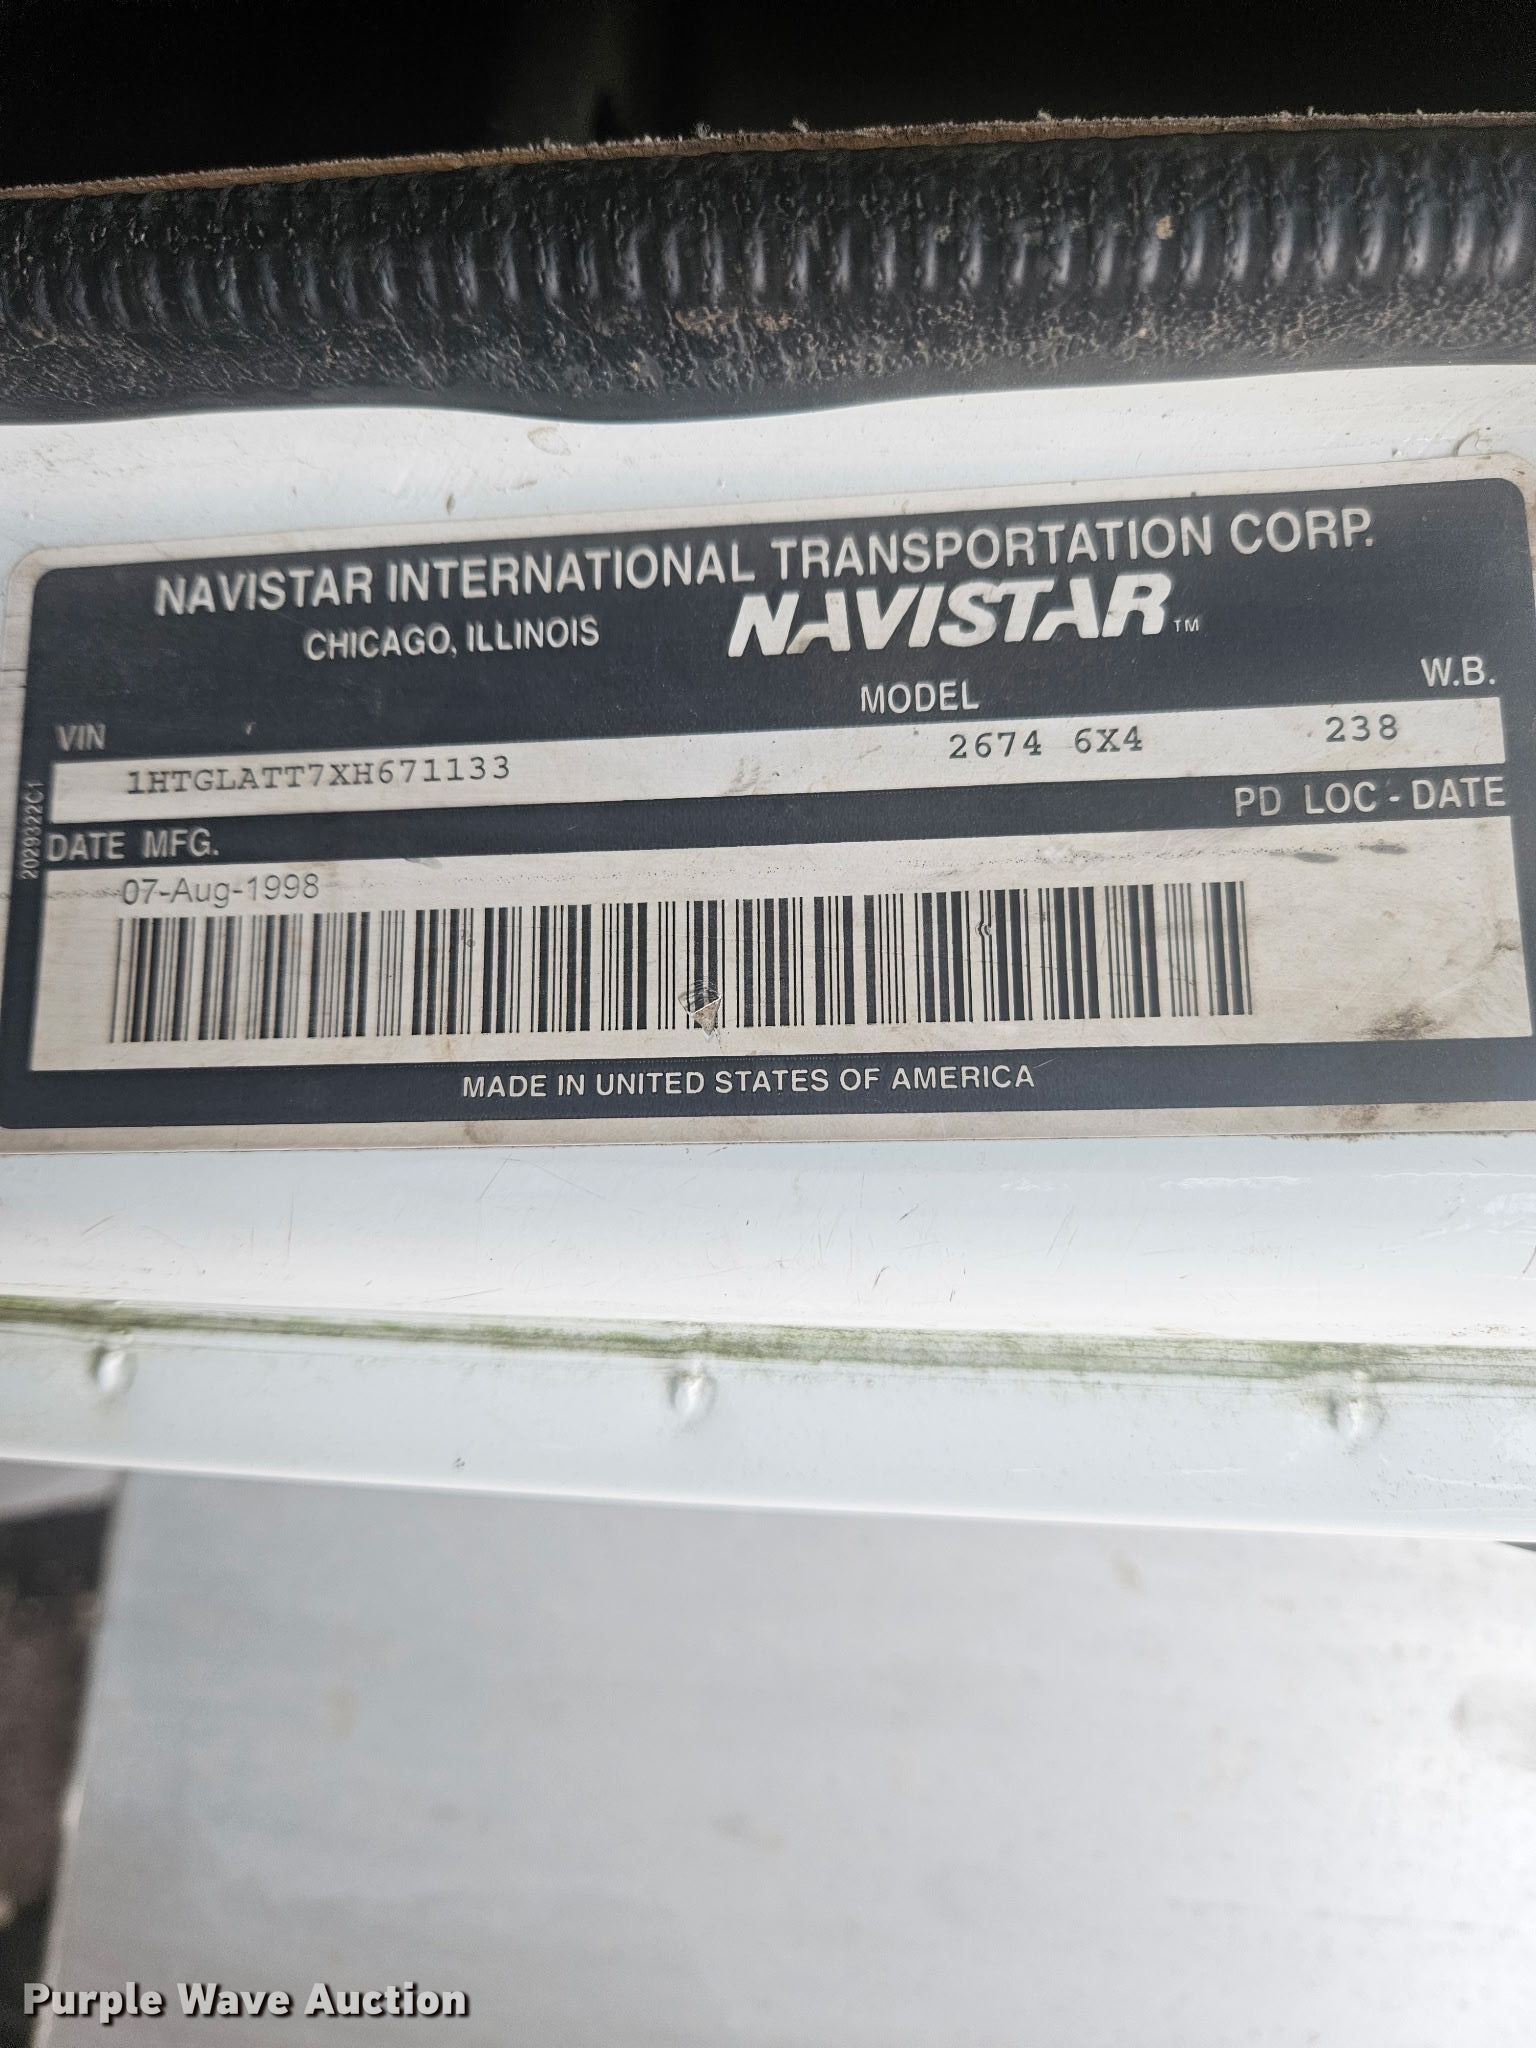 NAVISTAR INTERNATIONAL TRANSPORTATION CORP.
CHICAGO, ILLINOIS NAVISTAR™
VIN MODEL W.B.
1HTGLATT7XH671133 2674 6X4 238
2029322C1
DATE MFG. PD LOC - DATE
07-Aug-1998
MADE IN UNITED STATES OF AMERICA
Purple Wave Auction